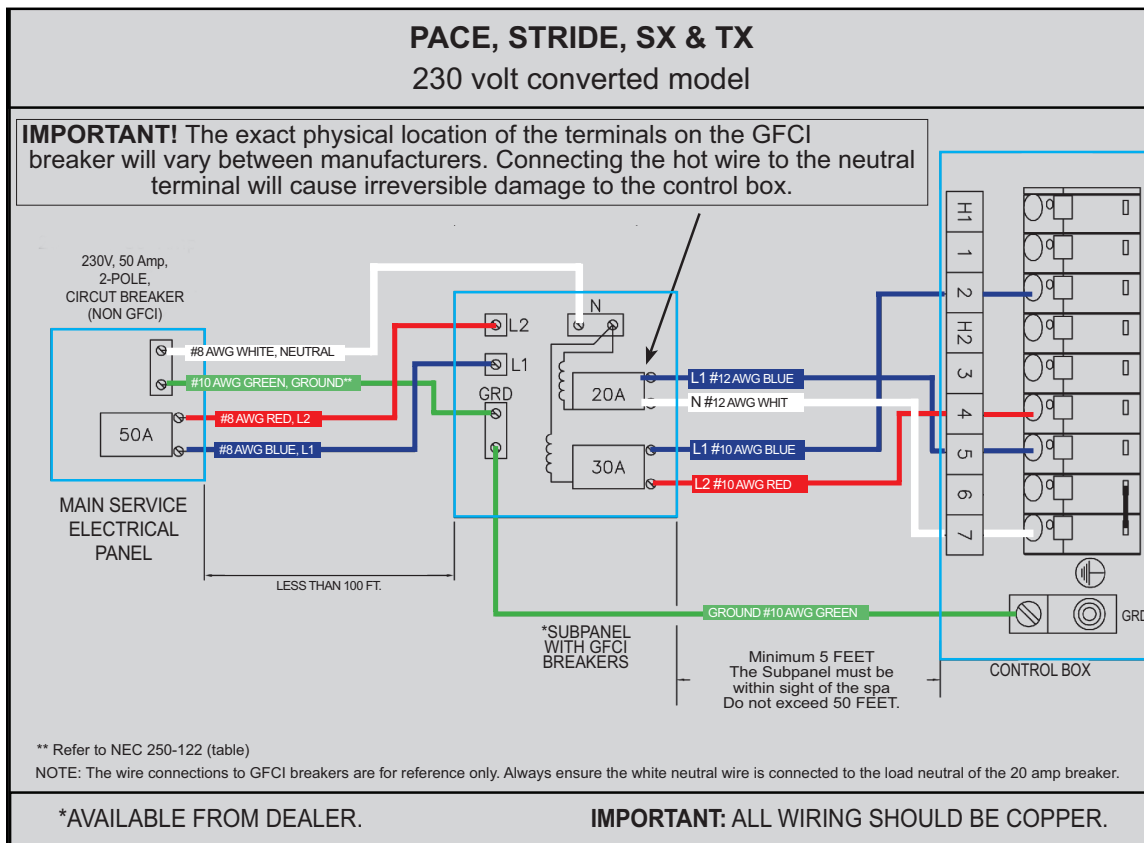 PACE, STRIDE, SX & TX
230 volt converted model
IMPORTANT! The exact physical location of the terminals on the GFCI
breaker will vary between manufacturers. Connecting the hot wire to the neutral
terminal will cause irreversible damage to the control box.
230V, 50 Amp,
2-POLE,
CIRCUT BREAKER
(NON GFCI)
#8 AWG WHITE, NEUTRAL
#10 AWG GREEN, GROUND**
#8 AWG RED, L2
#8 AWG BLUE, L1
50A
MAIN SERVICE
ELECTRICAL
PANEL
LESS THAN 100 FT.
N
L2
L1
GRD
20A
30A
*SUBPANEL
WITH GFCI
BREAKERS
L1 #12 AWG BLUE
N #12 AWG WHIT
L1 #10 AWG BLUE
L2 #10 AWG RED
GROUND #10 AWG GREEN
Minimum 5 FEET
The Subpanel must be
within sight of the spa
Do not exceed 50 FEET.
H1
1
2
H2
3
4
5
6
7
GRD
CONTROL BOX
** Refer to NEC 250-122 (table)
NOTE: The wire connections to GFCI breakers are for reference only. Always ensure the white neutral wire is connected to the load neutral of the 20 amp breaker.
*AVAILABLE FROM DEALER.
IMPORTANT: ALL WIRING SHOULD BE COPPER.